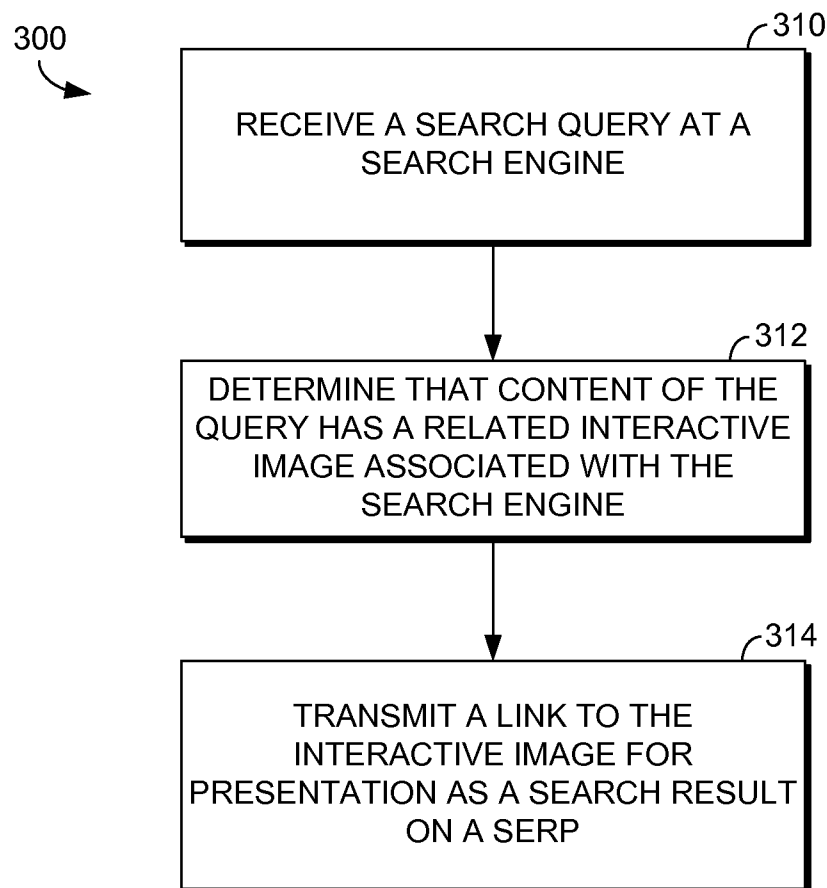 300
310
RECEIVE A SEARCH QUERY AT A
SEARCH ENGINE
312
DETERMINE THAT CONTENT OF THE
QUERY HAS A RELATED INTERACTIVE
IMAGE ASSOCIATED WITH THE
SEARCH ENGINE
314
TRANSMIT A LINK TO THE
INTERACTIVE IMAGE FOR
PRESENTATION AS A SEARCH RESULT
ON A SERP